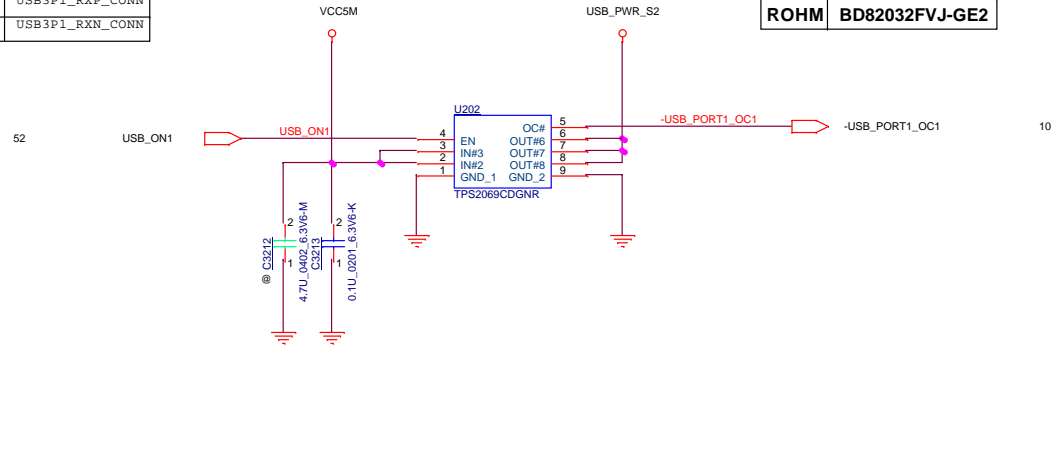 USB3P1_RXP_CONN
USB3P1_RXN_CONN
VCC5M
USB_PWR_S2
ROHM BD82032FVJ-GE2
52
USB_ON1
USB_ON1
U202
4 EN
3 IN#3
2 IN#2
1 GND_1
OC# 5
OUT#6 6
OUT#7 7
OUT#8 8
GND_2 9
TPS2069CDGNR
-USB_PORT1_OC1
-USB_PORT1_OC1
10
@ C3212
2
1
4.7U_0402_6.3V6-M
C3213
2
1
0.1U_0201_6.3V6-K